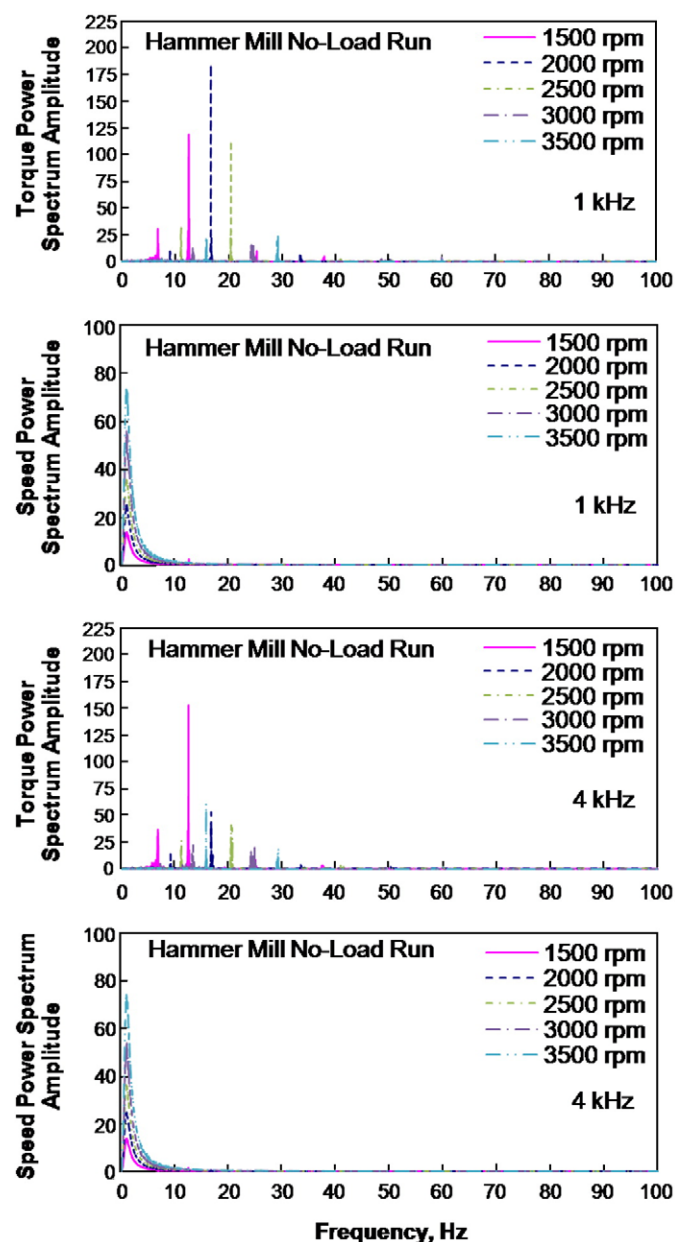 Torque Power
Spectrum Amplitude
225
200
175
150
125
100
75
50
25
0
Hammer Mill No-Load Run
1500 rpm
2000 rpm
2500 rpm
3000 rpm
3500 rpm
1 kHz
0 10 20 30 40 50 60 70 80 90 100
Speed Power
Spectrum Amplitude
100
80
60
40
20
0
Hammer Mill No-Load Run
1500 rpm
2000 rpm
2500 rpm
3000 rpm
3500 rpm
1 kHz
0 10 20 30 40 50 60 70 80 90 100
Torque Power
Spectrum Amplitude
225
200
175
150
125
100
75
50
25
0
Hammer Mill No-Load Run
1500 rpm
2000 rpm
2500 rpm
3000 rpm
3500 rpm
4 kHz
0 10 20 30 40 50 60 70 80 90 100
Speed Power Spectrum
Amplitude
100
80
60
40
20
0
Hammer Mill No-Load Run
1500 rpm
2000 rpm
2500 rpm
3000 rpm
3500 rpm
4 kHz
0 10 20 30 40 50 60 70 80 90 100
Frequency, Hz